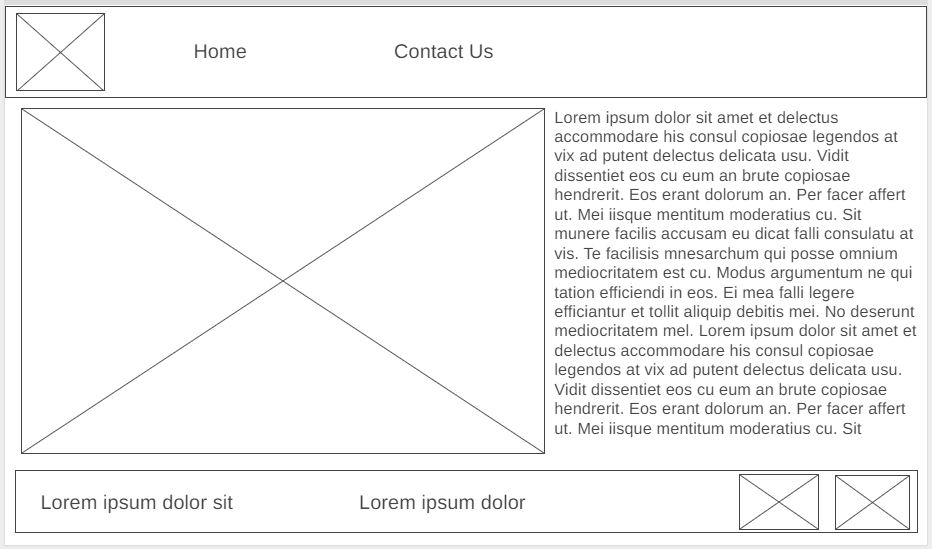 Home
Contact Us
Lorem ipsum dolor sit amet et delectus
accommodare his consul copiosae legendos at
vix ad putent delectus delicata usu. Vidit
dissentiet eos cu eum an brute copiosae
hendrerit. Eos erant dolorum an. Per facer affert
ut. Mei iisque mentitum moderatius cu. Sit
munere facilis accusam eu dicat falli consulatu at
vis. Te facilisis mnesarchum qui posse omnium
mediocritatem est cu. Modus argumentum ne qui
tation efficiendi in eos. Ei mea falli legere
efficiantur et tollit aliquip debitis mei. No deserunt
mediocritatem mel. Lorem ipsum dolor sit amet et
delectus accommodare his consul copiosae
legendos at vix ad putent delectus delicata usu.
Vidit dissentiet eos cu eum an brute copiosae
hendrerit. Eos erant dolorum an. Per facer affert
ut. Mei iisque mentitum moderatius cu. Sit
Lorem ipsum dolor sit
Lorem ipsum dolor